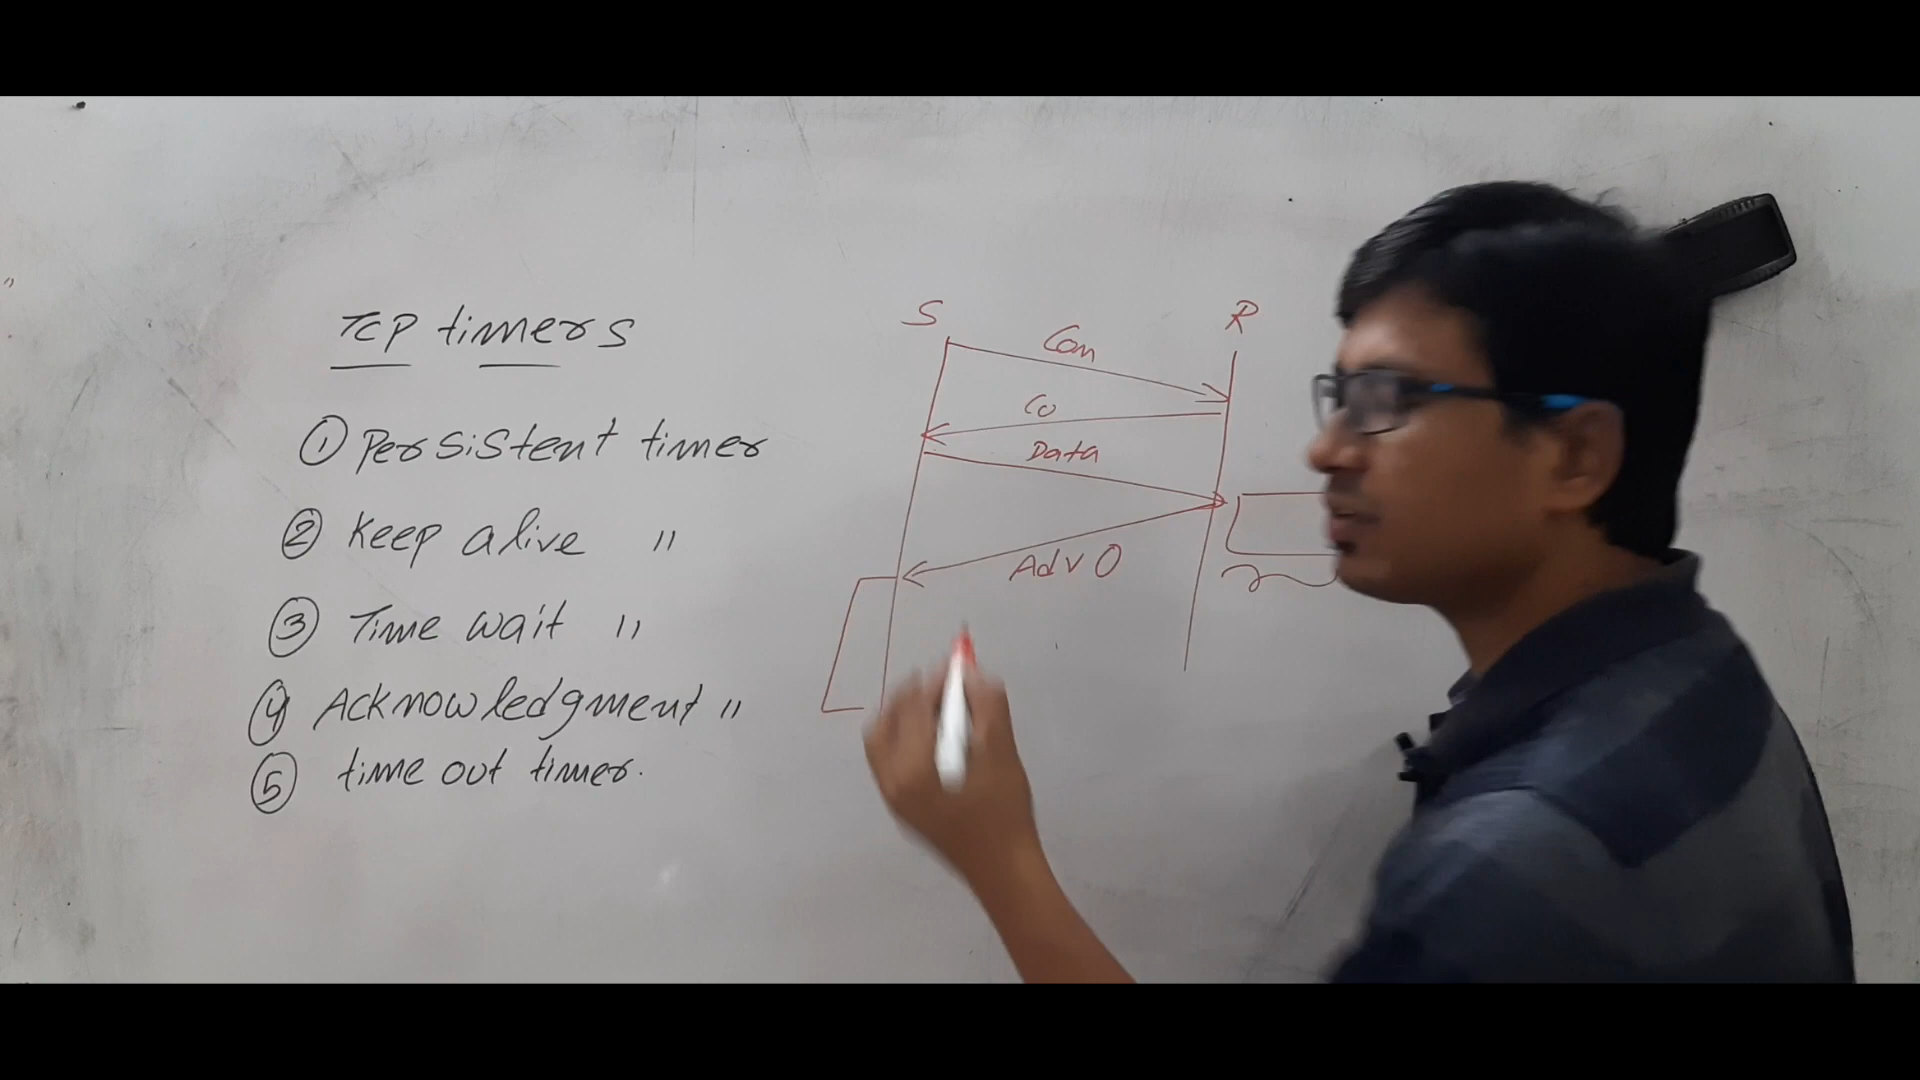 TCP timers
① Persistent timer
② Keep alive "
③ Time wait "
④ Acknowledgment "
⑤ time out timer.
S R
Con
Co
Data
Adv 0